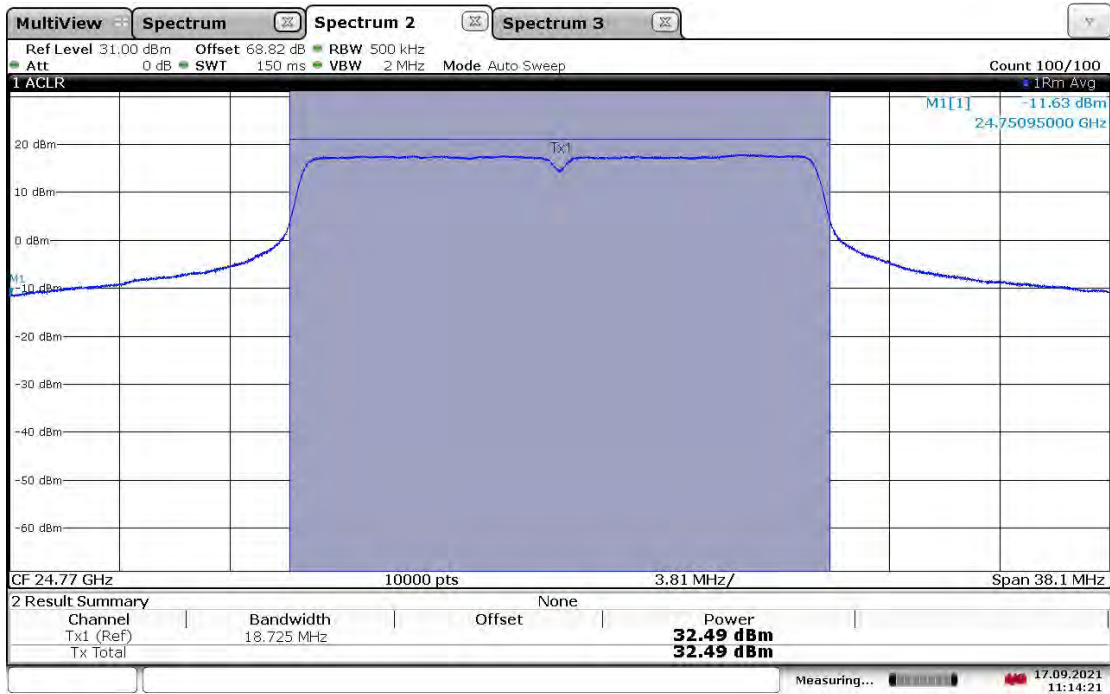 MultiView Spectrum Spectrum 2 Spectrum 3
Ref Level 31.00 dBm Offset 68.82 dB RBW 500 kHz
Att 0 dB SWT 150 ms VBW 2 MHz Mode Auto Sweep Count 100/100
1 ACLR 1Rm Avg
M1[1] -11.63 dBm
24.75095000 GHz
20 dBm
Tx1
10 dBm
0 dBm
M1
-10 dBm
-20 dBm
-30 dBm
-40 dBm
-50 dBm
-60 dBm
CF 24.77 GHz 10000 pts 3.81 MHz/ Span 38.1 MHz
2 Result Summary None
Channel Bandwidth Offset Power
Tx1 (Ref) 18.725 MHz 32.49 dBm
Tx Total 32.49 dBm
Measuring... 17.09.2021
11:14:21